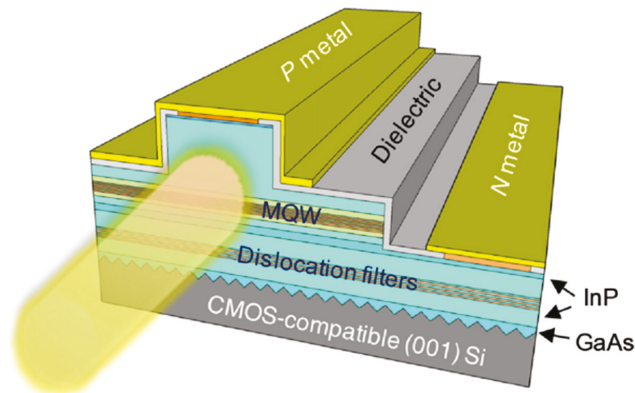 P metal
Dielectric
N metal
MQW
Dislocation filters
InP
CMOS-compatible (001) Si
GaAs